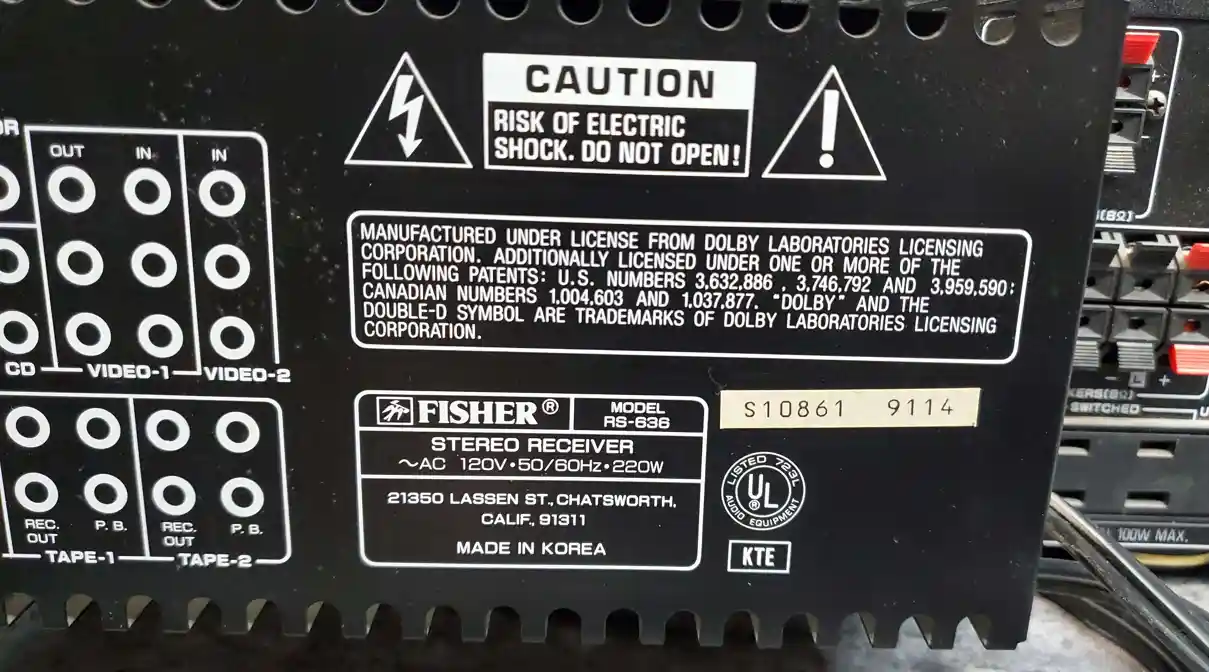 CAUTION
RISK OF ELECTRIC
SHOCK. DO NOT OPEN!
OUT IN IN
CD VIDEO-1 VIDEO-2
MANUFACTURED UNDER LICENSE FROM DOLBY LABORATORIES LICENSING
CORPORATION. ADDITIONALLY LICENSED UNDER ONE OR MORE OF THE
FOLLOWING PATENTS: U.S. NUMBERS 3,632,886 , 3,746,792 AND 3,959,590;
CANADIAN NUMBERS 1,004,603 AND 1,037,877. "DOLBY" AND THE
DOUBLE-D SYMBOL ARE TRADEMARKS OF DOLBY LABORATORIES LICENSING
CORPORATION.
FISHER®
MODEL
RS-636
STEREO RECEIVER
~AC 120V•50/60Hz•220W
21350 LASSEN ST., CHATSWORTH,
CALIF, 91311
MADE IN KOREA
S10861 9114
LISTED 723L
UL®
AUDIO EQUIPMENT
KTE
REC. OUT P. B. REC. OUT P. B.
TAPE-1 TAPE-2
(8Ω)
- L +
SWITCHED
100W MAX.